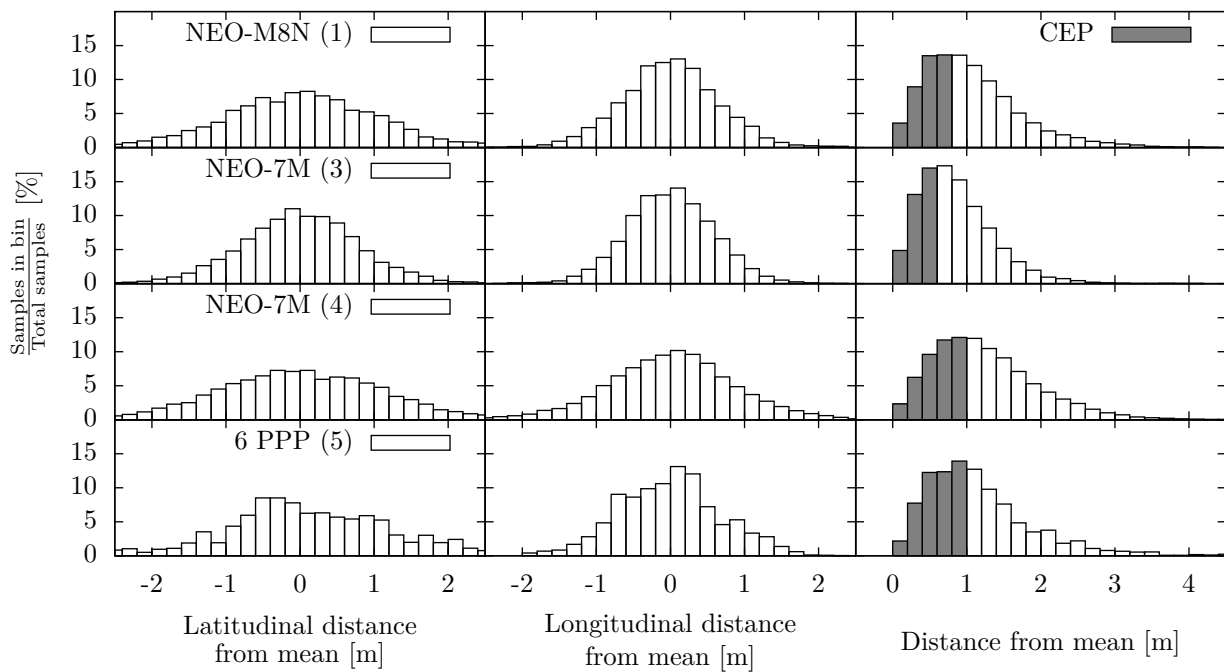 NEO-M8N (1)
CEP
15
10
5
0
NEO-7M (3)
15
10
5
0
NEO-7M (4)
15
10
5
0
6 PPP (5)
15
10
5
0
Samples in bin
Total samples
[%]
-2 -1 0 1 2
-2 -1 0 1 2
0 1 2 3 4
Latitudinal distance
from mean [m]
Longitudinal distance
from mean [m]
Distance from mean [m]